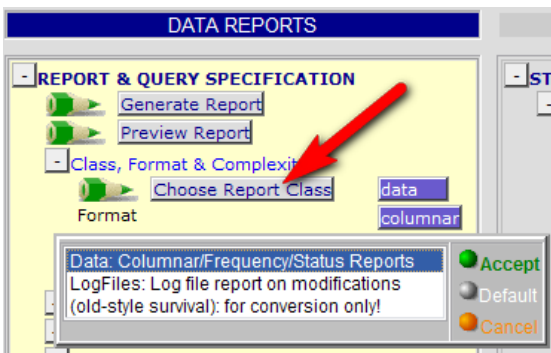 DATA REPORTS
- REPORT & QUERY SPECIFICATION
Generate Report
Preview Report
- Class, Format & Complexit
Choose Report Class data
Format columnar
Data: Columnar/Frequency/Status Reports
LogFiles: Log file report on modifications
(old-style survival): for conversion only!
Accept
Default
Cancel
- ST
-